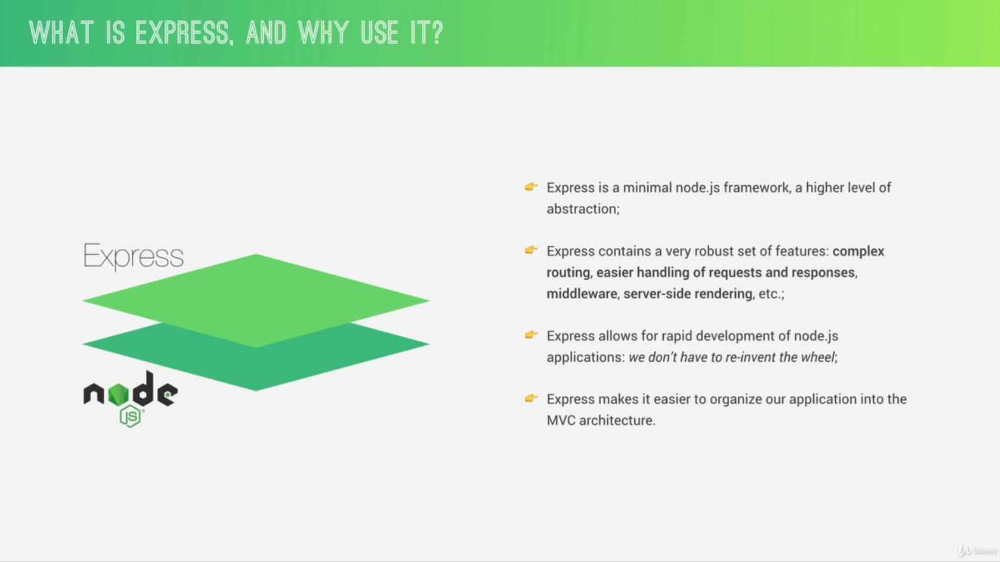 WHAT IS EXPRESS, AND WHY USE IT?
Express is a minimal node.js framework, a higher level of
abstraction;
Express contains a very robust set of features: complex
routing, easier handling of requests and responses,
middleware, server-side rendering, etc.;
Express allows for rapid development of node.js
applications: we don't have to re-invent the wheel;
Express makes it easier to organize our application into the
MVC architecture.
Express
node
JS
Udemy